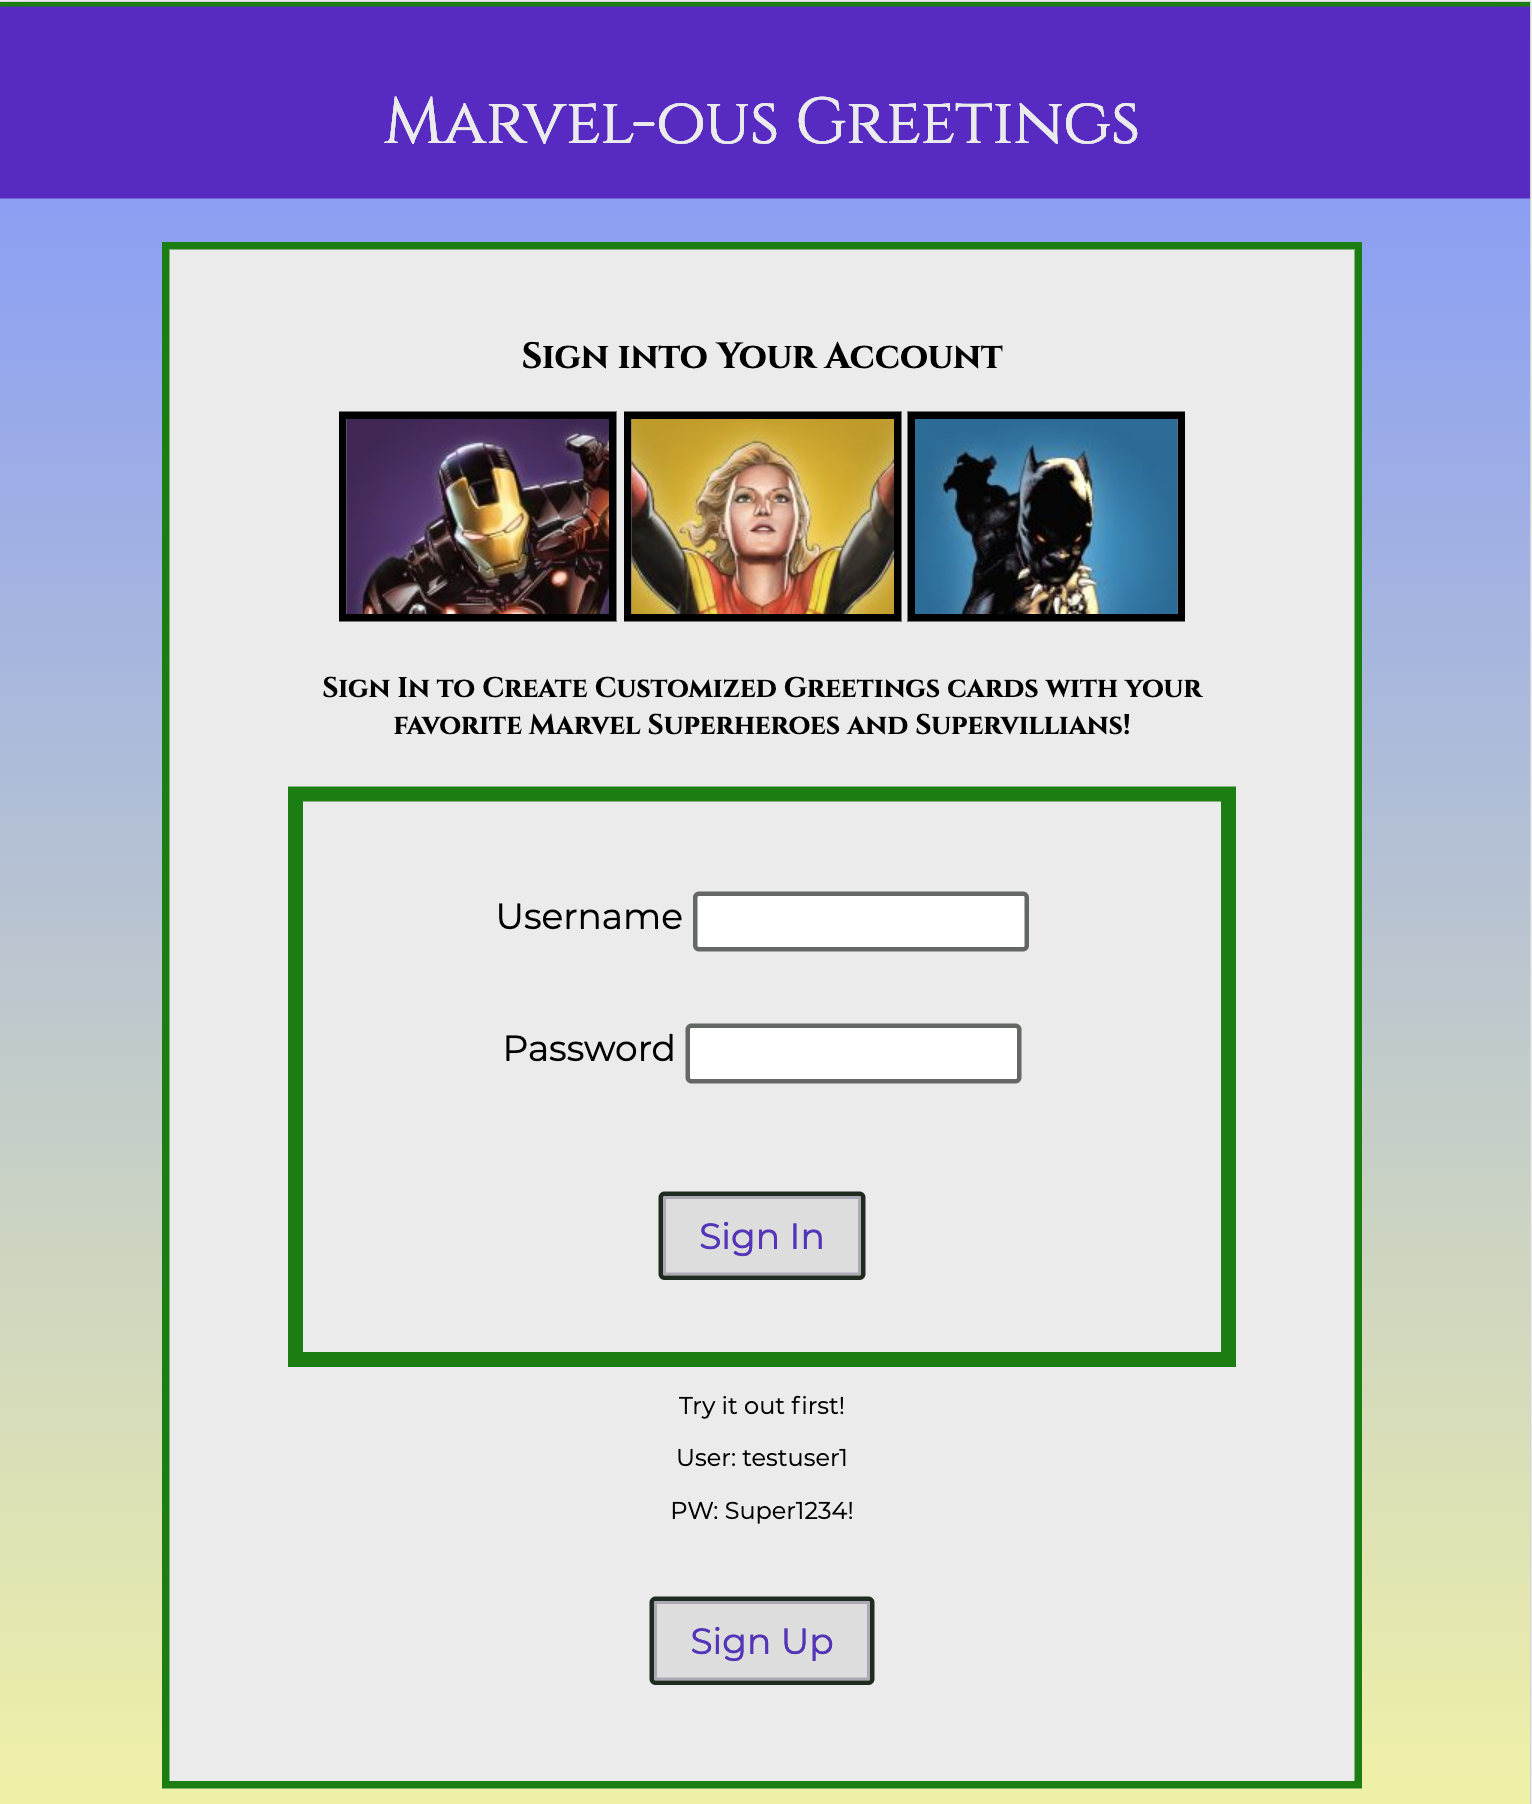 Marvel-ous Greetings
Sign into Your Account
Sign In to Create Customized Greetings cards with your
favorite Marvel Superheroes and Supervillians!
Username
Password
Sign In
Try it out first!
User: testuser1
PW: Super1234!
Sign Up